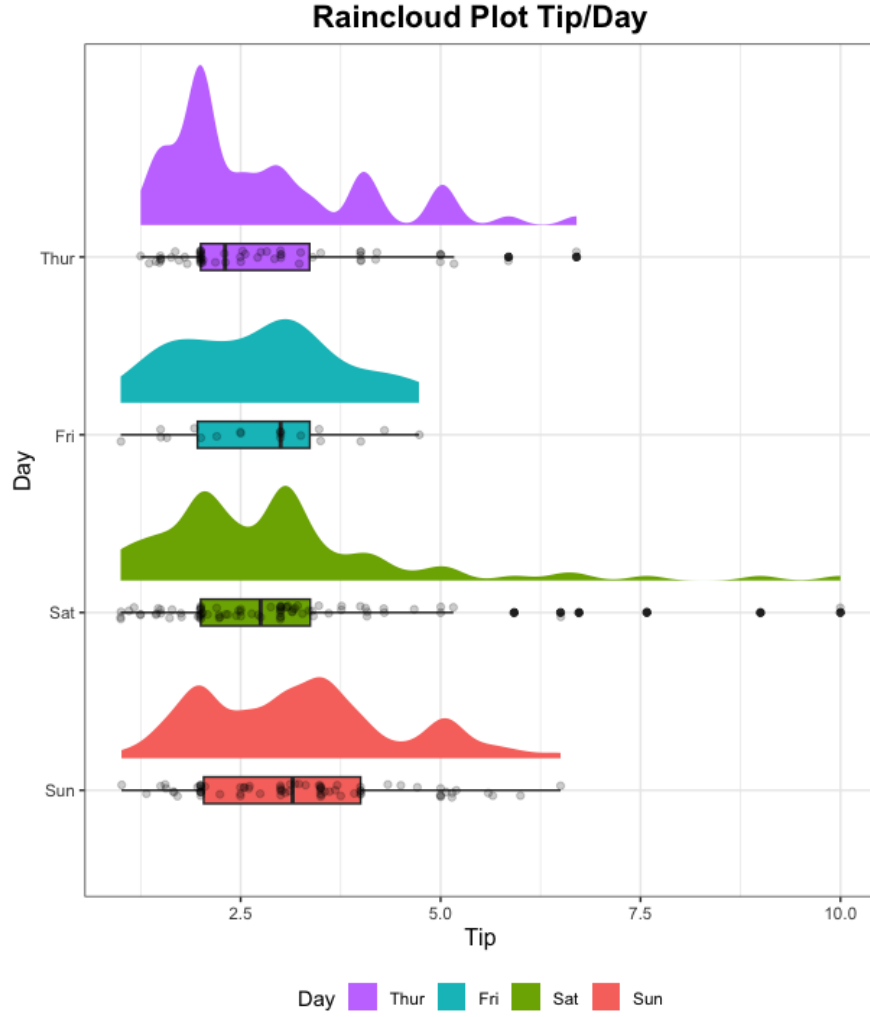 Raincloud Plot Tip/Day
Thur
Fri
Day
Sat
Sun
2.5 5.0 7.5 10.0
Tip
Day Thur Fri Sat Sun